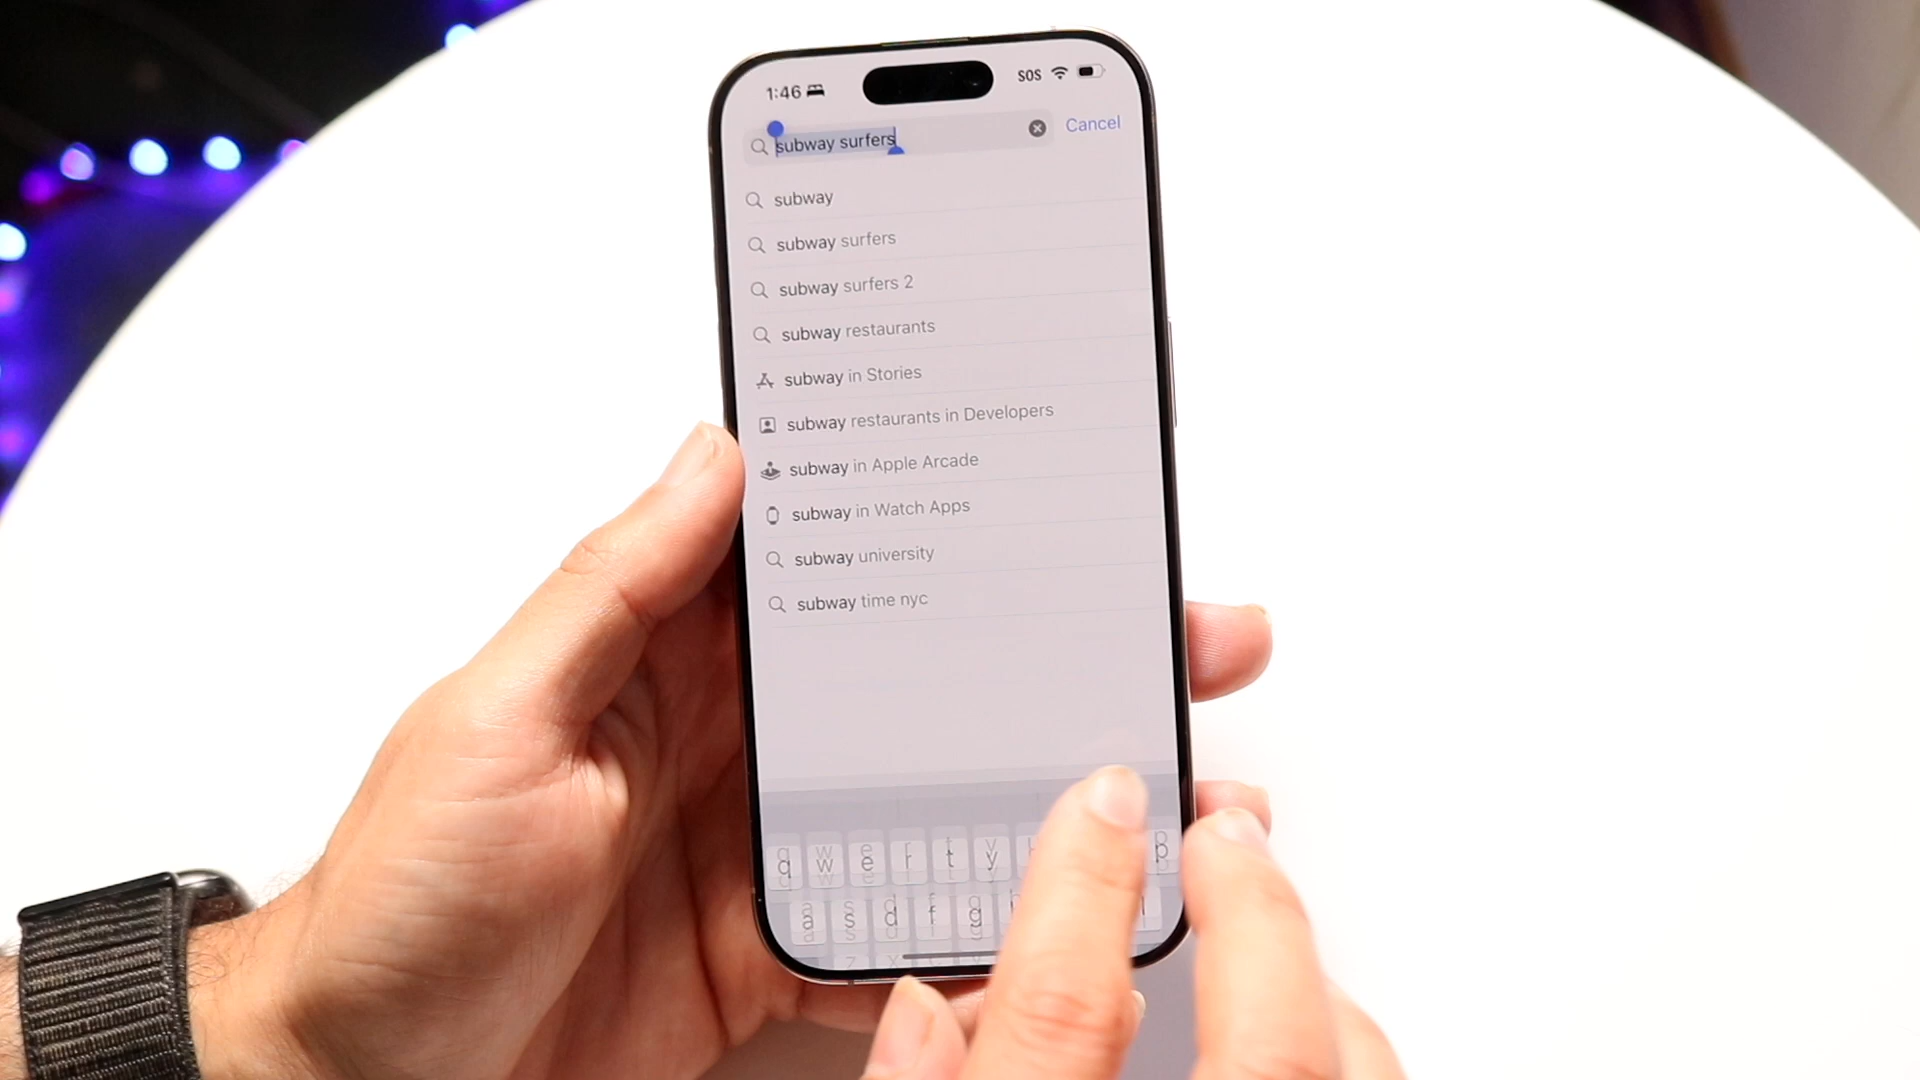 1:46 SOS
subway surfers Cancel
subway
subway surfers
subway surfers 2
subway restaurants
subway in Stories
subway restaurants in Developers
subway in Apple Arcade
subway in Watch Apps
subway university
subway time nyc
q w e r t y p
a s d f g